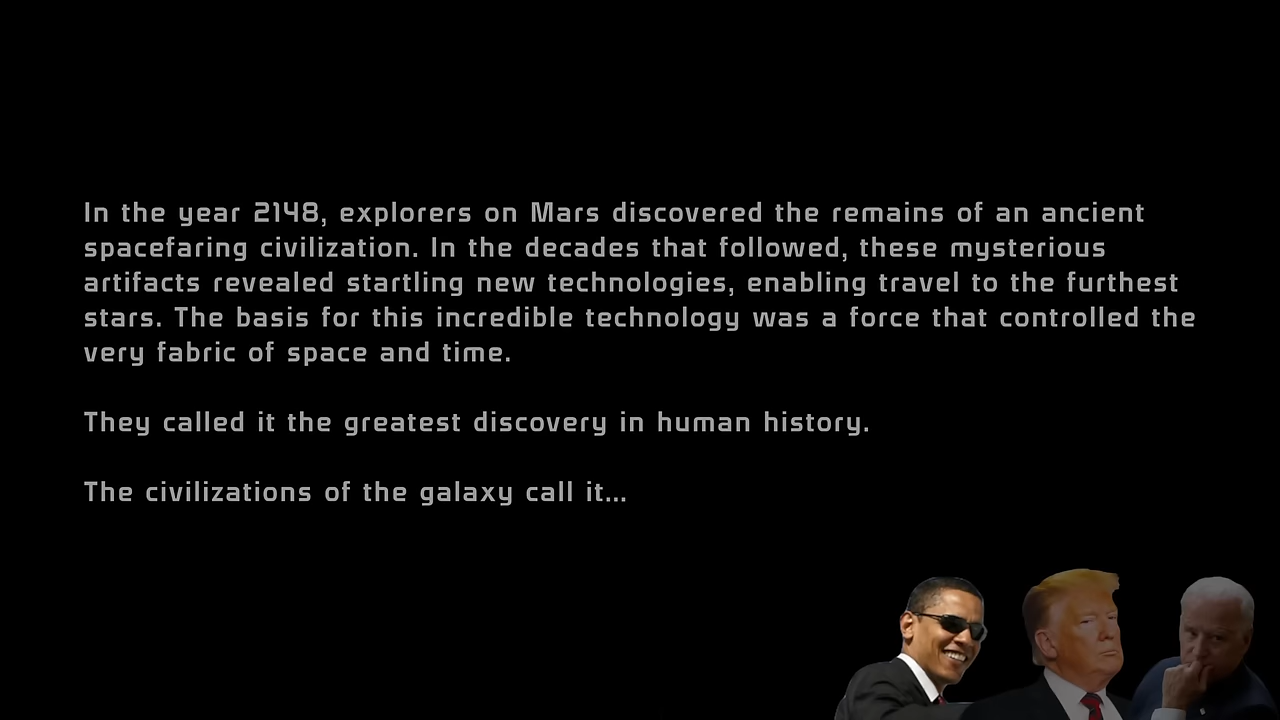 In the year 2148, explorers on Mars discovered the remains of an ancient
spacefaring civilization. In the decades that followed, these mysterious
artifacts revealed startling new technologies, enabling travel to the furthest
stars. The basis for this incredible technology was a force that controlled the
very fabric of space and time.
They called it the greatest discovery in human history.
The civilizations of the galaxy call it...